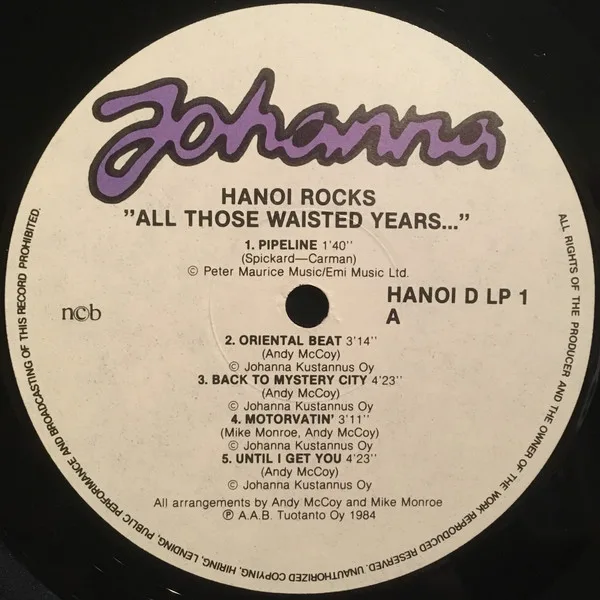 Johanna
HANOI ROCKS
"ALL THOSE WAISTED YEARS..."
1. PIPELINE 1'40''
(Spickard—Carman)
© Peter Maurice Music/Emi Music Ltd.
ncb
HANOI D LP 1
A
2. ORIENTAL BEAT 3'14''
(Andy McCoy)
© Johanna Kustannus Oy
3. BACK TO MYSTERY CITY 4'23''
(Andy McCoy)
© Johanna Kustannus Oy
4. MOTORVATIN' 3'11''
(Mike Monroe, Andy McCoy)
© Johanna Kustannus Oy
5. UNTIL I GET YOU 4'23''
(Andy McCoy)
© Johanna Kustannus Oy
All arrangements by Andy McCoy and Mike Monroe
℗ A.A.B. Tuotanto Oy 1984
ALL RIGHTS OF THE PRODUCER AND THE OWNER OF THE WORK REPRODUCED RESERVED. UNAUTHORIZED COPYING, HIRING, LENDING, PUBLIC PERFORMANCE AND BROADCASTING OF THIS RECORD PROHIBITED.